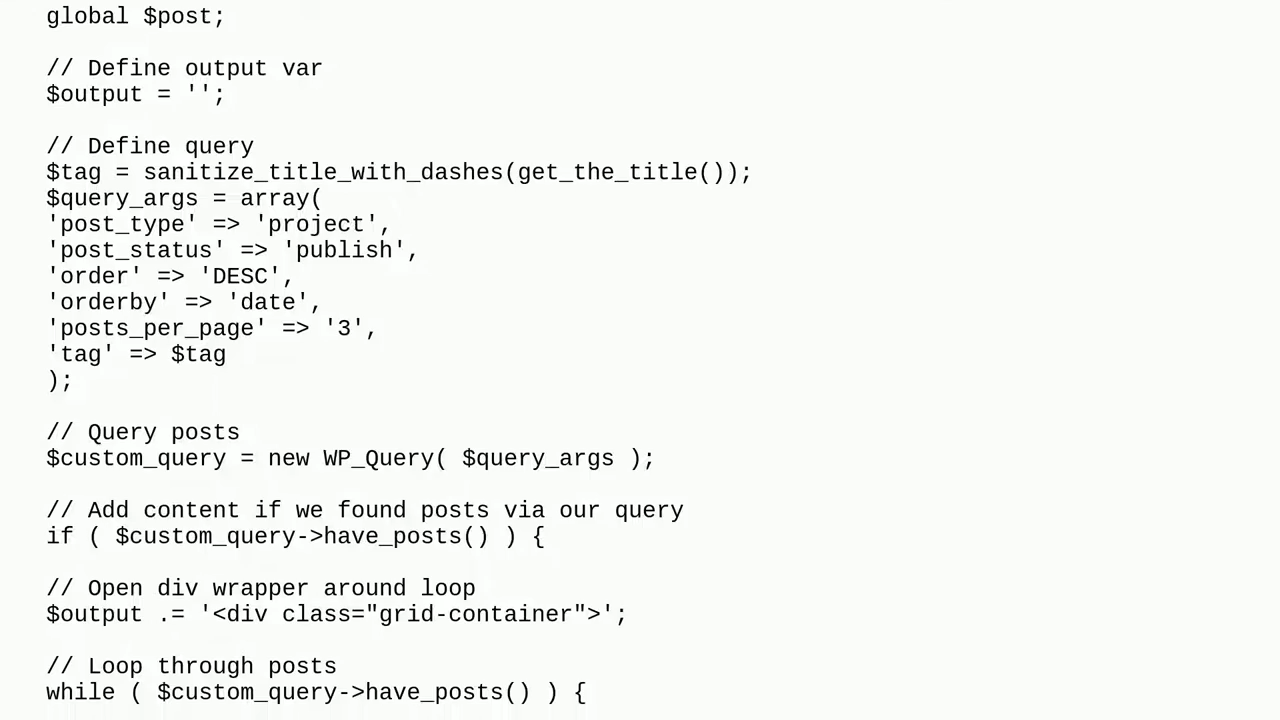 global $post;
// Define output var
$output = '';
// Define query
$tag = sanitize_title_with_dashes(get_the_title());
$query_args = array(
'post_type' => 'project',
'post_status' => 'publish',
'order' => 'DESC',
'orderby' => 'date',
'posts_per_page' => '3',
'tag' => $tag
);
// Query posts
$custom_query = new WP_Query( $query_args );
// Add content if we found posts via our query
if ( $custom_query->have_posts() ) {
// Open div wrapper around loop
$output .= '<div class="grid-container">';
// Loop through posts
while ( $custom_query->have_posts() ) {